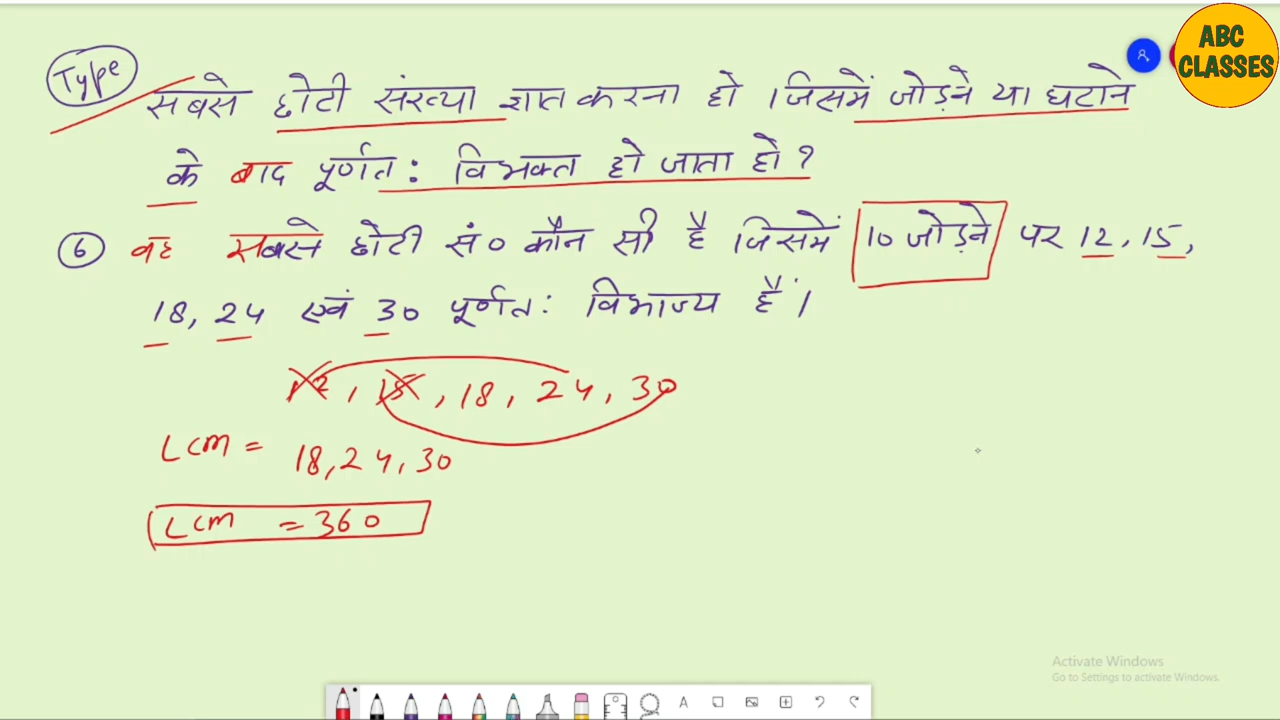 ABC
CLASSES
Type
सबसे छोटी संख्या ज्ञात करना हो जिसमें जोड़ने या घटाने
के बाद पूर्णत: विभक्त हो जाता हो ?
6 वह सबसे छोटी सं० कौन सी है जिसमें 10 जोड़ने पर 12, 15,
18, 24 एवं 30 पूर्णत: विभाज्य हैं।
12, 15, 18, 24, 30
LCM = 18, 24, 30
LCM = 360
Activate Windows
Go to Settings to activate Windows.